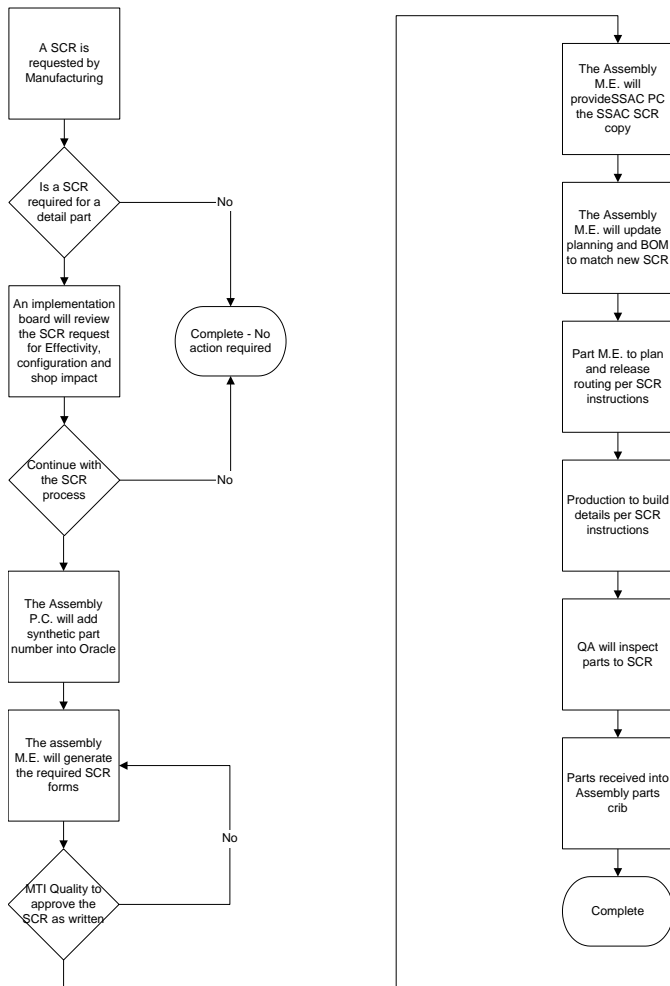 A SCR is
requested by
Manufacturing
Is a SCR
required for a
detail part
No
An implementation
board will review
the SCR request
for Effectivity,
configuration and
shop impact
Complete - No
action required
Continue with
the SCR
process
No
The Assembly
P.C. will add
synthetic part
number into Oracle
The assembly
M.E. will generate
the required SCR
forms
No
MTI Quality to
approve the
SCR as written
The Assembly
M.E. will
provideSSAC PC
the SSAC SCR
copy
The Assembly
M.E. will update
planning and BOM
to match new SCR
Part M.E. to plan
and release
routing per SCR
instructions
Production to build
details per SCR
instructions
QA will inspect
parts to SCR
Parts received into
Assembly parts
crib
Complete